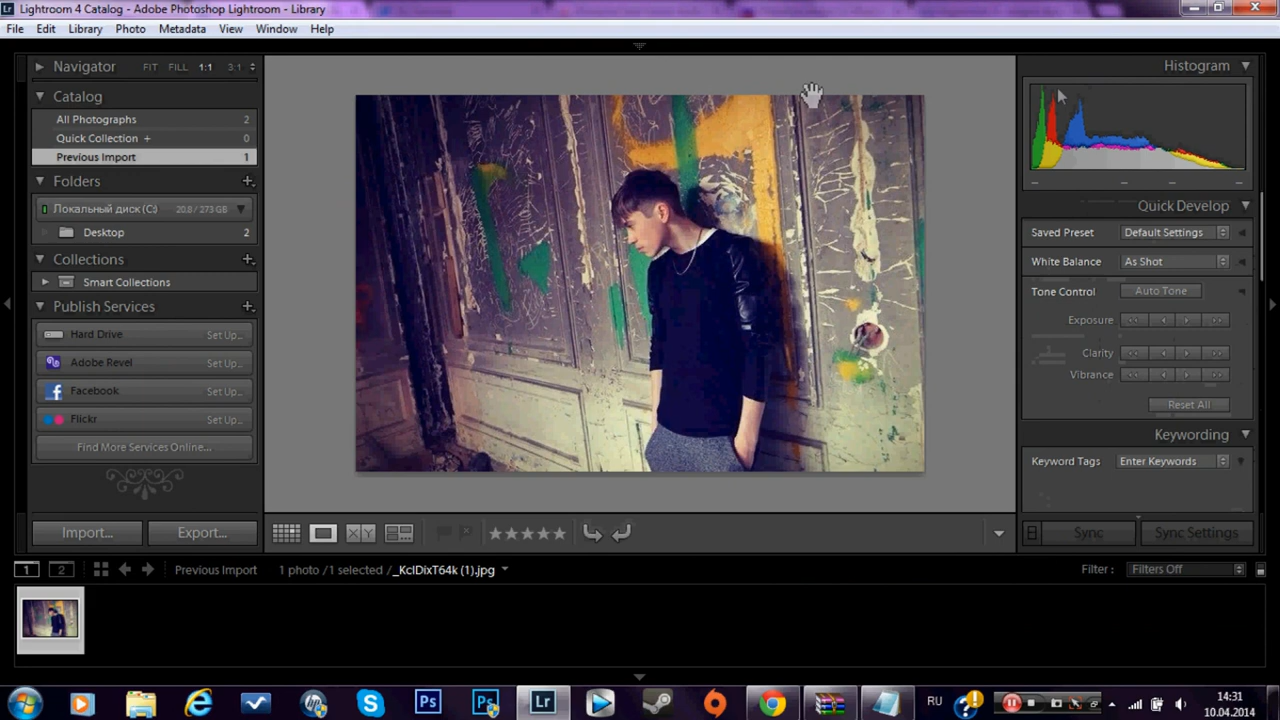 Lightroom 4 Catalog - Adobe Photoshop Lightroom - Library
File Edit Library Photo Metadata View Window Help
Navigator FIT FILL 1:1 3:1
Catalog
All Photographs 2
Quick Collection + 0
Previous Import 1
Folders
Локальный диск (C:) 20.8 / 273 GB
Desktop 2
Collections
Smart Collections
Publish Services
Hard Drive Set Up...
Adobe Revel Set Up...
Facebook Set Up...
Flickr Set Up...
Find More Services Online...
Import... Export...
Histogram
Quick Develop
Saved Preset Default Settings
White Balance As Shot
Tone Control Auto Tone
Exposure
Clarity
Vibrance
Reset All
Keywording
Keyword Tags Enter Keywords
Sync Sync Settings
X Y
1 2 Previous Import 1 photo / 1 selected / _KcIDixT64k (1).jpg Filter : Filters Off
Ps Ps Lr RU 14:31
10.04.2014